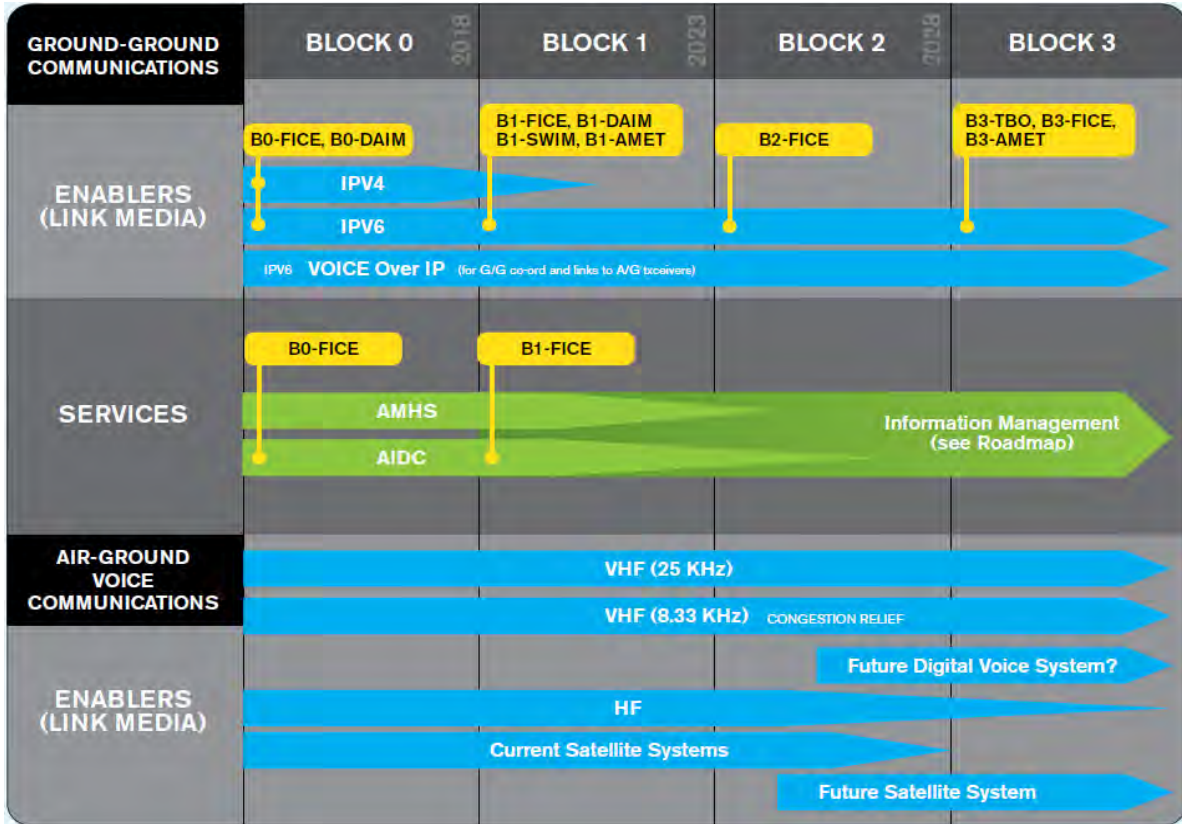 GROUND-GROUND
COMMUNICATIONS
BLOCK 0
2018
BLOCK 1
2023
BLOCK 2
2028
BLOCK 3
ENABLERS
(LINK MEDIA)
B0-FICE, B0-DAIM
B1-FICE, B1-DAIM
B1-SWIM, B1-AMET
B2-FICE
B3-TBO, B3-FICE,
B3-AMET
IPV4
IPV6
IPV6 VOICE Over IP (for G/G co-ord and links to A/G txceivers)
SERVICES
B0-FICE
B1-FICE
AMHS
AIDC
Information Management
(see Roadmap)
AIR-GROUND
VOICE
COMMUNICATIONS
ENABLERS
(LINK MEDIA)
VHF (25 KHz)
VHF (8.33 KHz) CONGESTION RELIEF
Future Digital Voice System?
HF
Current Satellite Systems
Future Satellite System